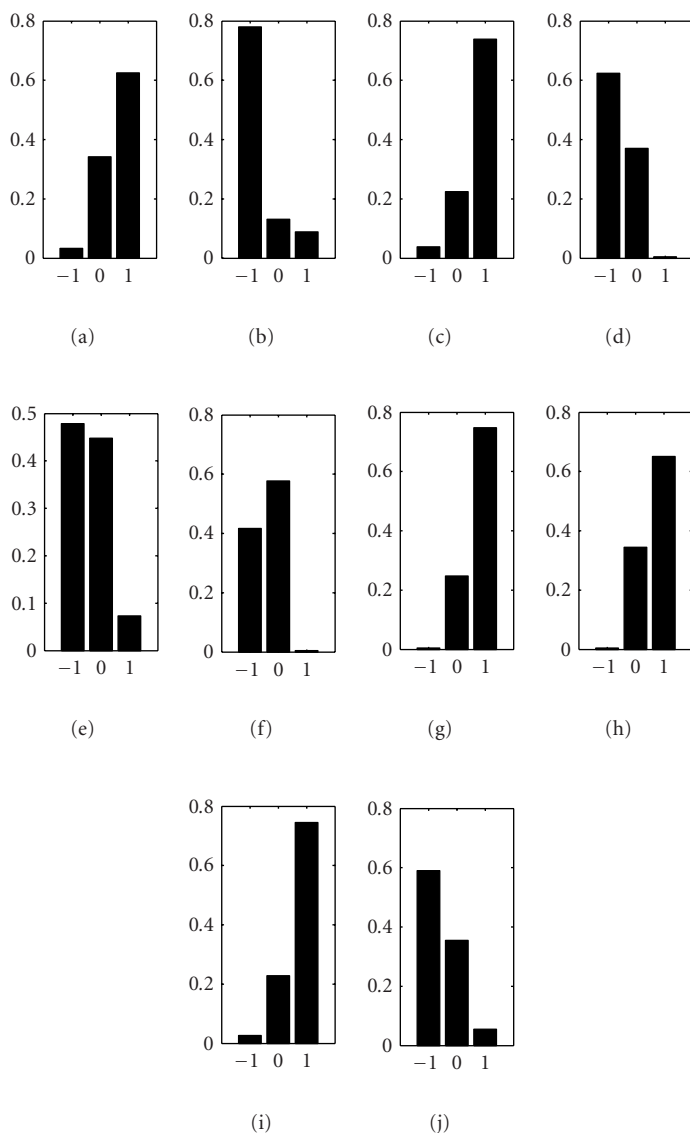 0.8 0.8 0.8 0.8
0.6 0.6 0.6 0.6
0.4 0.4 0.4 0.4
0.2 0.2 0.2 0.2
0 0 0 0
−1 0 1 −1 0 1 −1 0 1 −1 0 1
(a) (b) (c) (d)
0.5 0.8 0.8 0.8
0.4 0.6 0.6 0.6
0.3 0.4 0.4 0.4
0.2 0.2 0.2 0.2
0.1
0 0 0 0
−1 0 1 −1 0 1 −1 0 1 −1 0 1
(e) (f) (g) (h)
0.8 0.8
0.6 0.6
0.4 0.4
0.2 0.2
0 0
−1 0 1 −1 0 1
(i) (j)